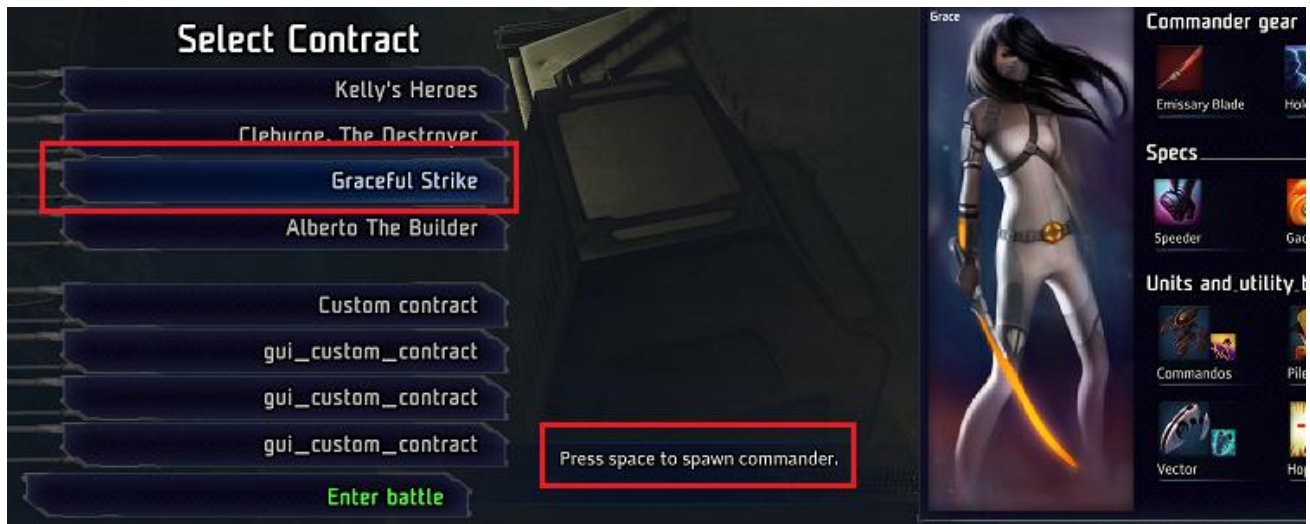 Select Contract
Kelly's Heroes
Cleburne, The Destroyer
Graceful Strike
Alberto The Builder
Custom contract
gui_custom_contract
gui_custom_contract
gui_custom_contract
Enter battle
Press space to spawn commander.
Grace
Commander gear
Emissary Blade
Specs
Speeder
Units and utility
Commandos
Vector